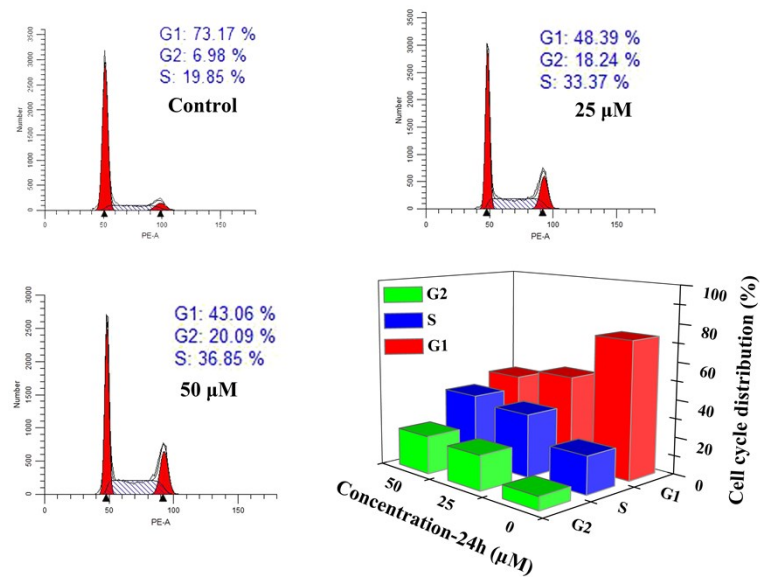 G1: 73.17 %
G2: 6.98 %
S: 19.85 %
Control
Number
3500
3000
2500
2000
1500
1000
500
0
0
50
100
150
PE-A
G1: 48.39 %
G2: 18.24 %
S: 33.37 %
25 µM
Number
3500
3000
2500
2000
1500
1000
500
0
0
50
100
150
PE-A
G1: 43.06 %
G2: 20.09 %
S: 36.85 %
50 µM
Number
3000
2500
2000
1500
1000
500
0
0
50
100
150
PE-A
G2
S
G1
100
80
60
40
20
0
Cell cycle distribution (%)
50
25
0
Concentration-24h (µM)
G2
S
G1